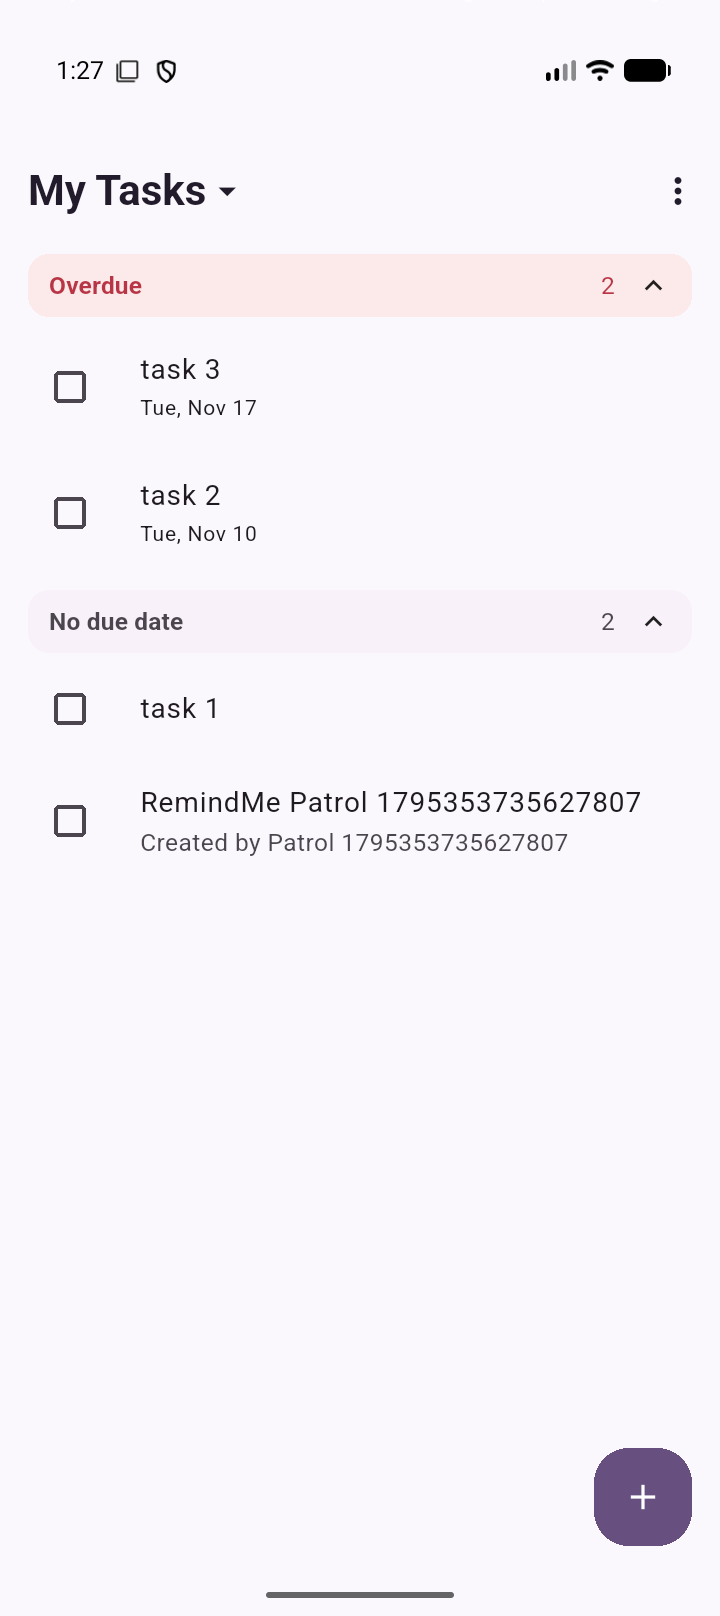 1:27
My Tasks
Overdue 2
task 3
Tue, Nov 17
task 2
Tue, Nov 10
No due date 2
task 1
RemindMe Patrol 1795353735627807
Created by Patrol 1795353735627807